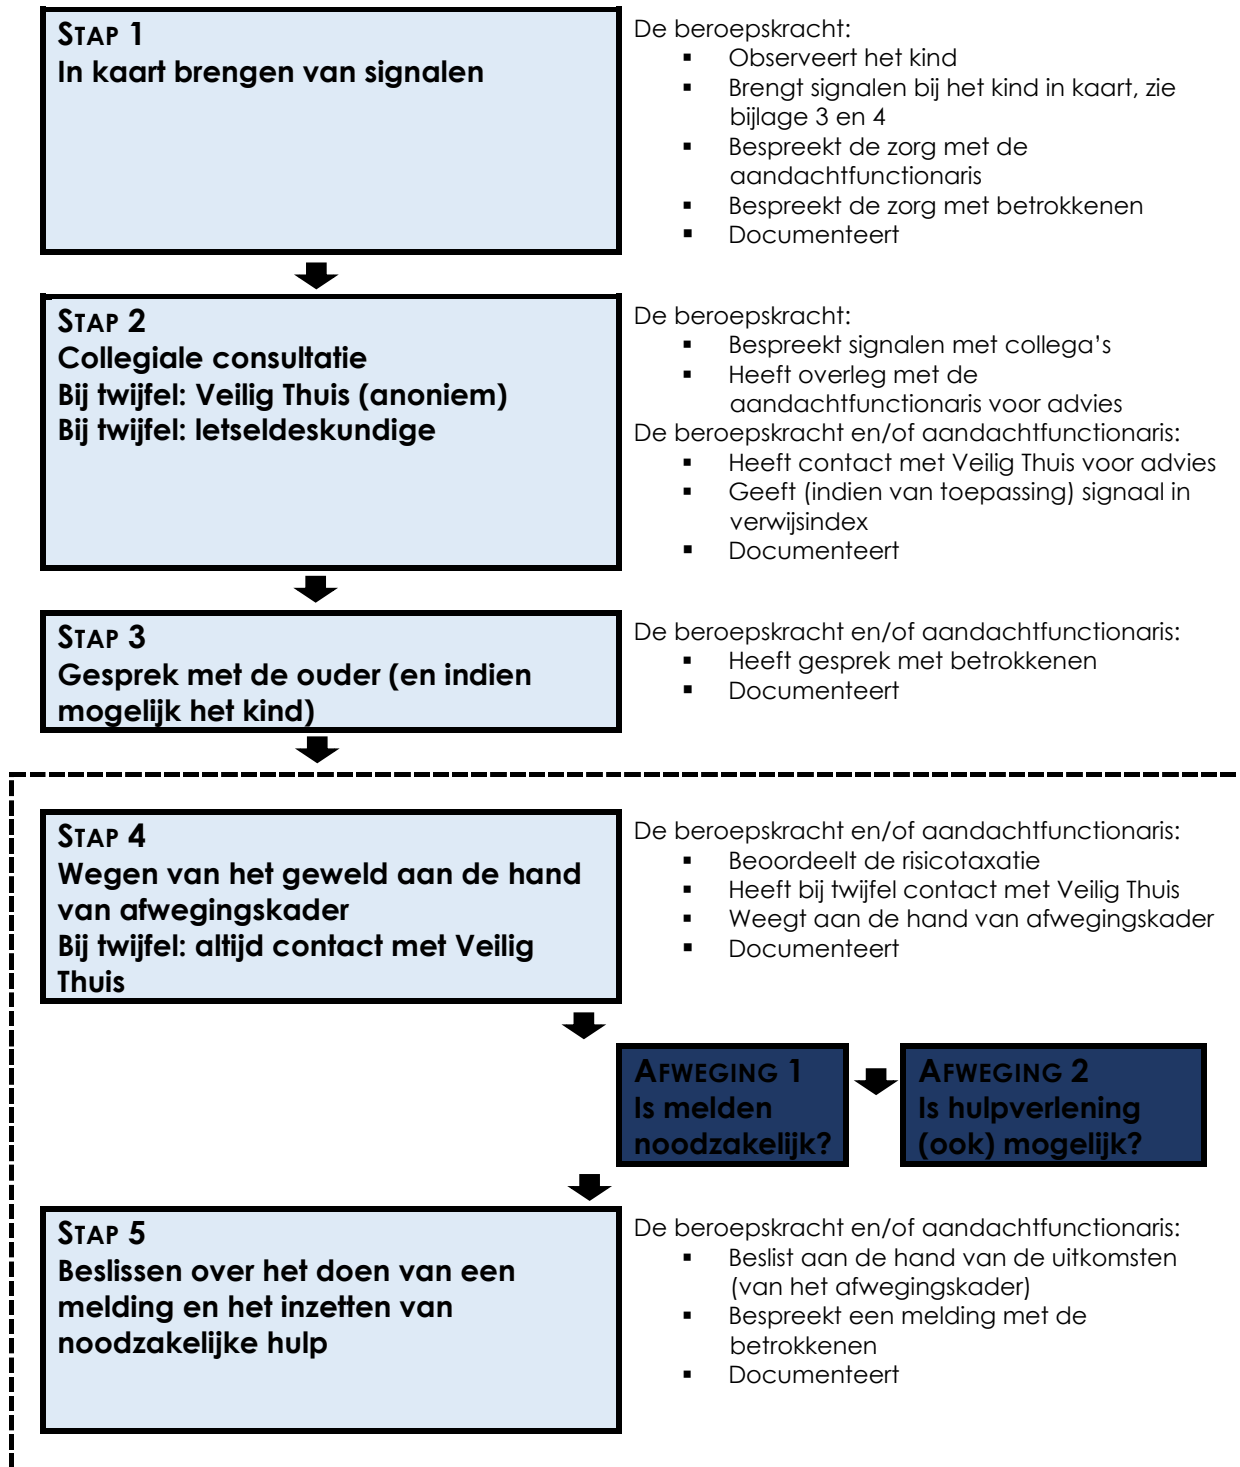 STAP 1
In kaart brengen van signalen
De beroepskracht:
▪ Observeert het kind
▪ Brengt signalen bij het kind in kaart, zie
bijlage 3 en 4
▪ Bespreekt de zorg met de
aandachtfunctionaris
▪ Bespreekt de zorg met betrokkenen
▪ Documenteert
STAP 2
Collegiale consultatie
Bij twijfel: Veilig Thuis (anoniem)
Bij twijfel: letseldeskundige
De beroepskracht:
▪ Bespreekt signalen met collega’s
▪ Heeft overleg met de
aandachtfunctionaris voor advies
De beroepskracht en/of aandachtfunctionaris:
▪ Heeft contact met Veilig Thuis voor advies
▪ Geeft (indien van toepassing) signaal in
verwijsindex
▪ Documenteert
STAP 3
Gesprek met de ouder (en indien
mogelijk het kind)
De beroepskracht en/of aandachtfunctionaris:
▪ Heeft gesprek met betrokkenen
▪ Documenteert
STAP 4
Wegen van het geweld aan de hand
van afwegingskader
Bij twijfel: altijd contact met Veilig
Thuis
De beroepskracht en/of aandachtfunctionaris:
▪ Beoordeelt de risicotaxatie
▪ Heeft bij twijfel contact met Veilig Thuis
▪ Weegt aan de hand van afwegingskader
▪ Documenteert
AFWEGING 1
Is melden
noodzakelijk?
AFWEGING 2
Is hulpverlening
(ook) mogelijk?
STAP 5
Beslissen over het doen van een
melding en het inzetten van
noodzakelijke hulp
De beroepskracht en/of aandachtfunctionaris:
▪ Beslist aan de hand van de uitkomsten
(van het afwegingskader)
▪ Bespreekt een melding met de
betrokkenen
▪ Documenteert